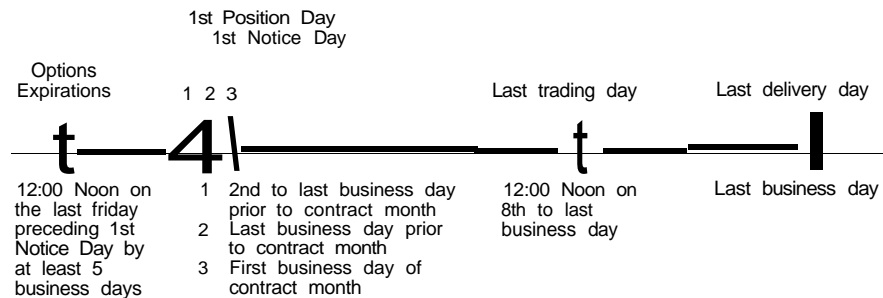 1st Position Day
1st Notice Day
Options
Expirations
1 2 3
Last trading day
Last delivery day
t
4\
t
12:00 Noon on
the last friday
preceding 1st
Notice Day by
at least 5
business days
1 2nd to last business day
prior to contract month
2 Last business day prior
to contract month
3 First business day of
contract month
12:00 Noon on
8th to last
business day
Last business day